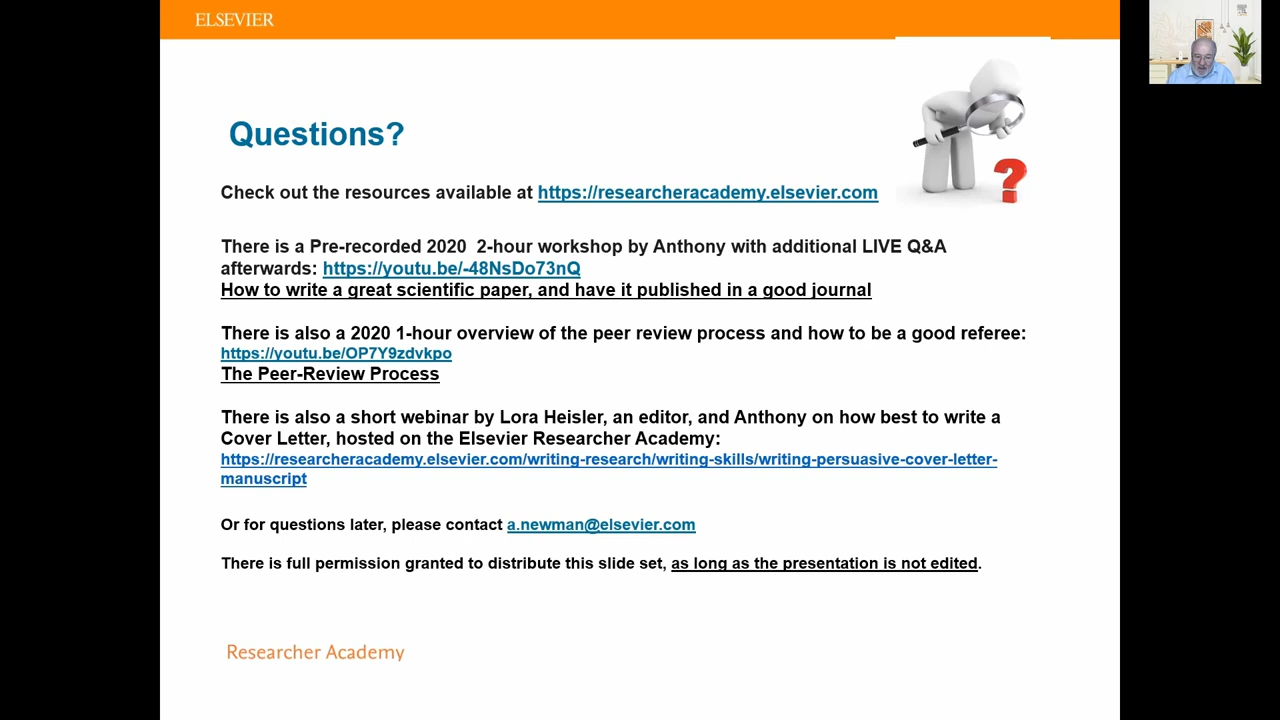 ELSEVIER
Questions?
Check out the resources available at https://researcheracademy.elsevier.com
There is a Pre-recorded 2020 2-hour workshop by Anthony with additional LIVE Q&A
afterwards: https://youtu.be/-48NsDo73nQ
How to write a great scientific paper, and have it published in a good journal
There is also a 2020 1-hour overview of the peer review process and how to be a good referee:
https://youtu.be/OP7Y9zdvkpo
The Peer-Review Process
There is also a short webinar by Lora Heisler, an editor, and Anthony on how best to write a
Cover Letter, hosted on the Elsevier Researcher Academy:
https://researcheracademy.elsevier.com/writing-research/writing-skills/writing-persuasive-cover-letter-
manuscript
Or for questions later, please contact a.newman@elsevier.com
There is full permission granted to distribute this slide set, as long as the presentation is not edited.
Researcher Academy